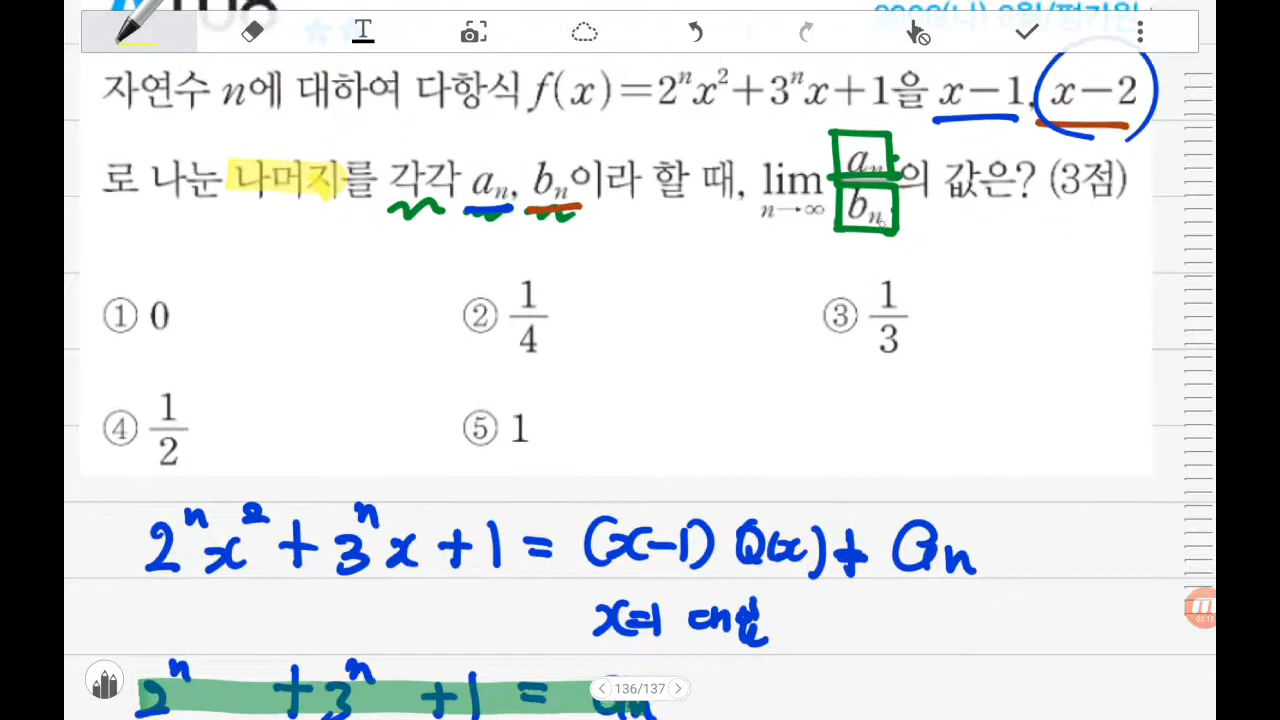 T
자연수 n에 대하여 다항식 f(x)=2ⁿx²+3ⁿx+1을 x-1, x-2
로 나눈 나머지를 각각 aₙ, bₙ이라 할 때, lim n→∞ aₙ/bₙ의 값은? (3점)
① 0 ② 1/4 ③ 1/3
④ 1/2 ⑤ 1
2ⁿx²+3ⁿx+1=(x-1)Q(x)+aₙ
x=1 대입
2ⁿ+3ⁿ+1=aₙ
136/137
02:15